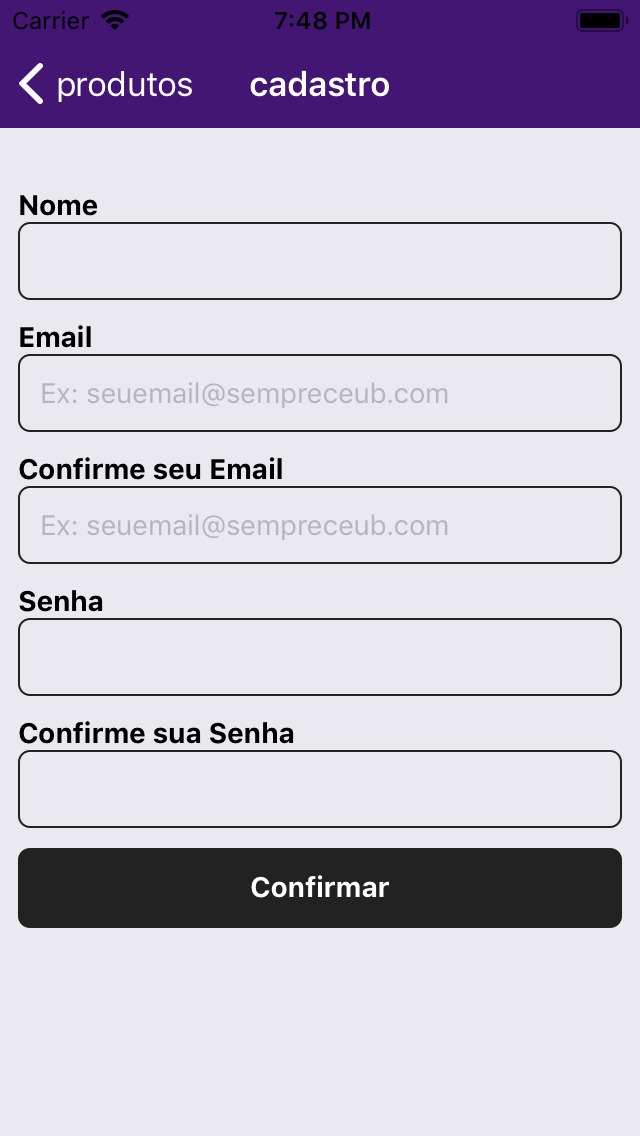 Carrier 7:48 PM
produtos cadastro
Nome
Email
Ex: seuemail@sempreceub.com
Confirme seu Email
Ex: seuemail@sempreceub.com
Senha
Confirme sua Senha
Confirmar